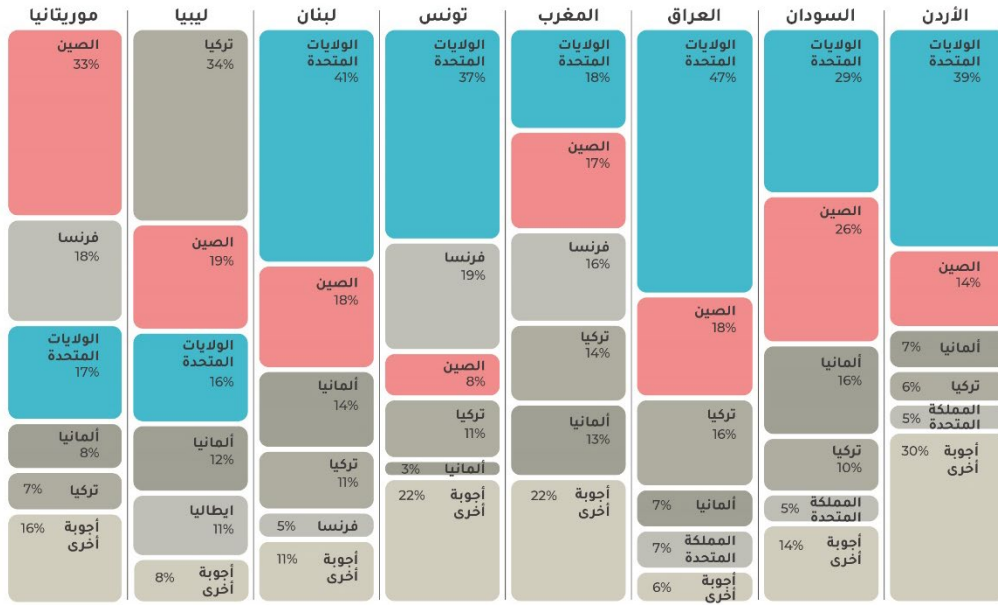 الأردن
الولايات
المتحدة
39%
الصين
14%
ألمانيا 7%
تركيا 6%
المملكة
المتحدة 5%
أجوبة
أخرى 30%
السودان
الولايات
المتحدة
29%
الصين
26%
ألمانيا
16%
تركيا
10%
المملكة
المتحدة 5%
أجوبة
أخرى 14%
العراق
الولايات
المتحدة
47%
الصين
18%
تركيا
16%
ألمانيا 7%
المملكة
المتحدة 7%
أجوبة
أخرى 6%
المغرب
الولايات
المتحدة
18%
الصين
17%
فرنسا
16%
تركيا
14%
ألمانيا
13%
أجوبة
أخرى 22%
تونس
الولايات
المتحدة
37%
فرنسا
19%
الصين
8%
تركيا
11%
ألمانيا 3%
أجوبة
أخرى 22%
لبنان
الولايات
المتحدة
41%
الصين
18%
ألمانيا
14%
تركيا
11%
فرنسا 5%
أجوبة
أخرى 11%
ليبيا
تركيا
34%
الصين
19%
الولايات
المتحدة
16%
ألمانيا
12%
ايطاليا
11%
أجوبة
أخرى 8%
موريتانيا
الصين
33%
فرنسا
18%
الولايات
المتحدة
17%
ألمانيا
8%
تركيا 7%
أجوبة
أخرى 16%